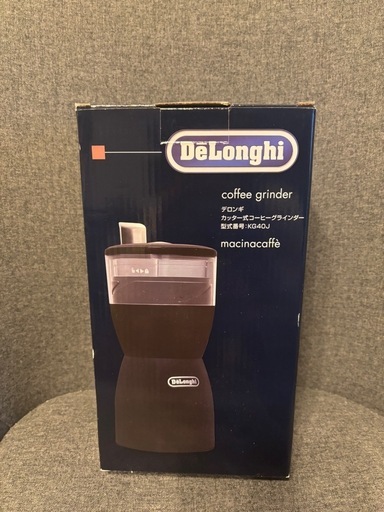 DeLonghi
coffee grinder
デロンギ
カッター式コーヒーグラインダー
型式番号:KG40J
macinacaffè
DeLonghi